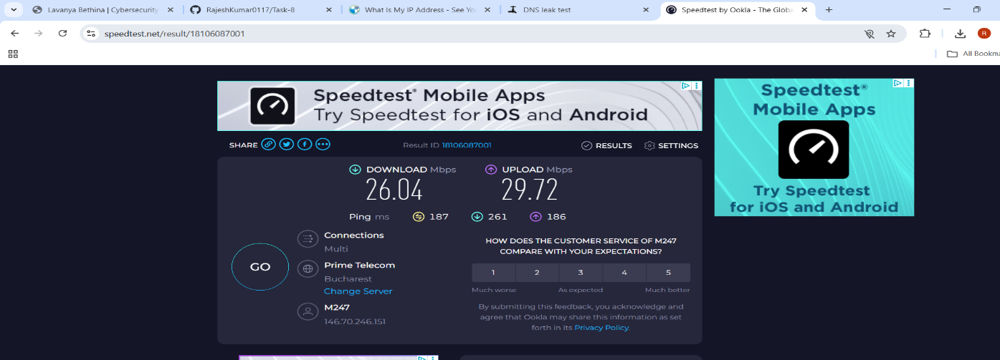 Lavanya Bethina | Cybersecurity
RajeshKumar0117/Task-8
What Is My IP Address - See Yo
DNS leak test
Speedtest by Ookla - The Globa
speedtest.net/result/18106087001
R
All Bookma
Speedtest® Mobile Apps
Try Speedtest for iOS and Android
Speedtest®
Mobile Apps
Try Speedtest
for iOS and Android
SHARE
Result ID 18106087001
RESULTS
SETTINGS
DOWNLOAD Mbps
26.04
UPLOAD Mbps
29.72
Ping ms 187 261 186
GO
Connections
Multi
Prime Telecom
Bucharest
Change Server
M247
146.70.246.151
HOW DOES THE CUSTOMER SERVICE OF M247
COMPARE WITH YOUR EXPECTATIONS?
1 2 3 4 5
Much worse As expected Much better
By submitting this feedback, you acknowledge and
agree that Ookla may share this information as set
forth in its Privacy Policy.